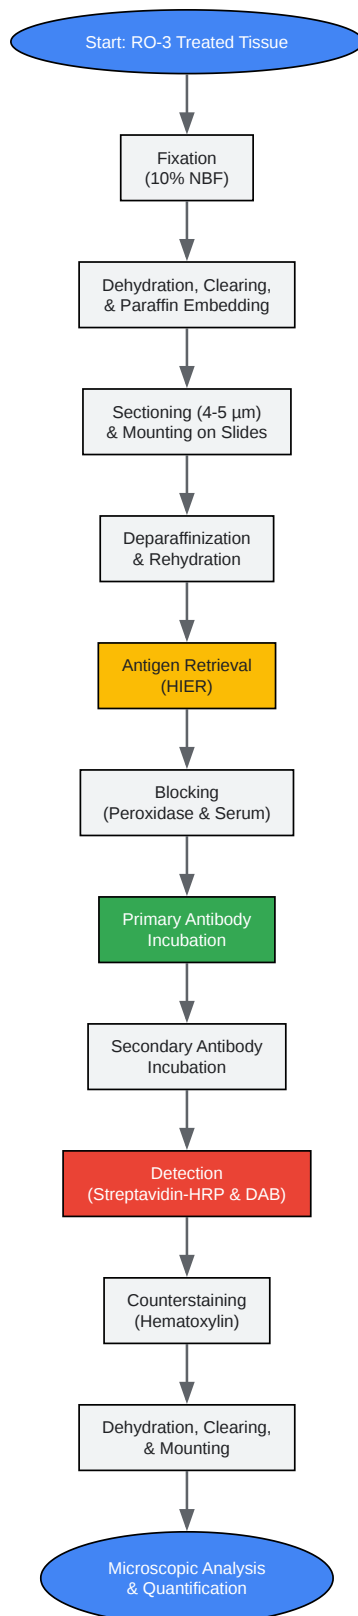 Start: RO-3 Treated Tissue
Fixation
(10% NBF)
Dehydration, Clearing,
& Paraffin Embedding
Sectioning (4-5 µm)
& Mounting on Slides
Deparaffinization
& Rehydration
Antigen Retrieval
(HIER)
Blocking
(Peroxidase & Serum)
Primary Antibody
Incubation
Secondary Antibody
Incubation
Detection
(Streptavidin-HRP & DAB)
Counterstaining
(Hematoxylin)
Dehydration, Clearing,
& Mounting
Microscopic Analysis
& Quantification